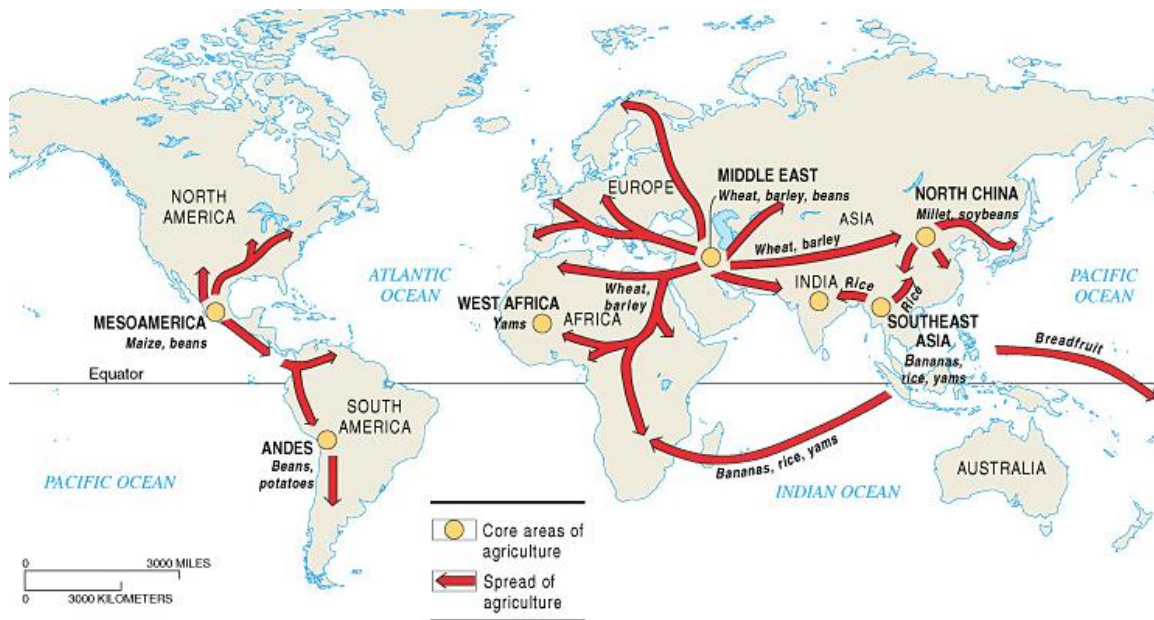 NORTH
AMERICA
ATLANTIC
OCEAN
MESOAMERICA
Maize, beans
Equator
SOUTH
AMERICA
ANDES
Beans,
potatoes
PACIFIC OCEAN
EUROPE
MIDDLE EAST
Wheat, barley, beans
ASIA
NORTH CHINA
Millet, soybeans
Wheat, barley
Wheat,
barley
WEST AFRICA
Yams
AFRICA
INDIA
Rice
Rice
SOUTHEAST
ASIA
Bananas,
rice, yams
PACIFIC
OCEAN
Breadfruit
Bananas, rice, yams
INDIAN OCEAN
AUSTRALIA
0 3000 MILES
0 3000 KILOMETERS
Core areas of
agriculture
Spread of
agriculture